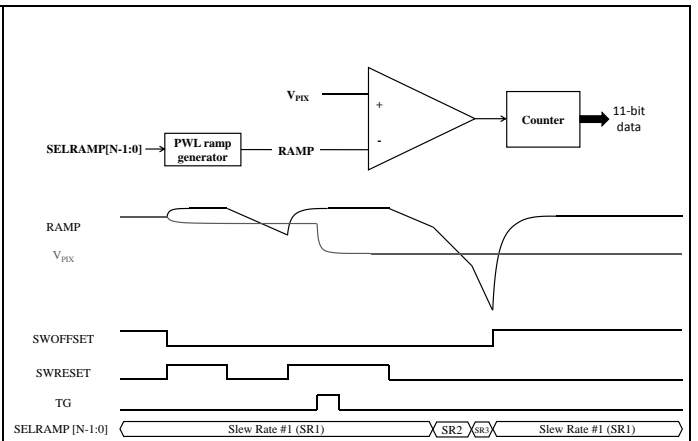 V_PIX
+
-
SELRAMP[N-1:0]
PWL ramp
generator
RAMP
Counter
11-bit
data
RAMP
V_PIX
SWOFFSET
SWRESET
TG
SELRAMP [N-1:0]
Slew Rate #1 (SR1)
SR2
SR3
Slew Rate #1 (SR1)